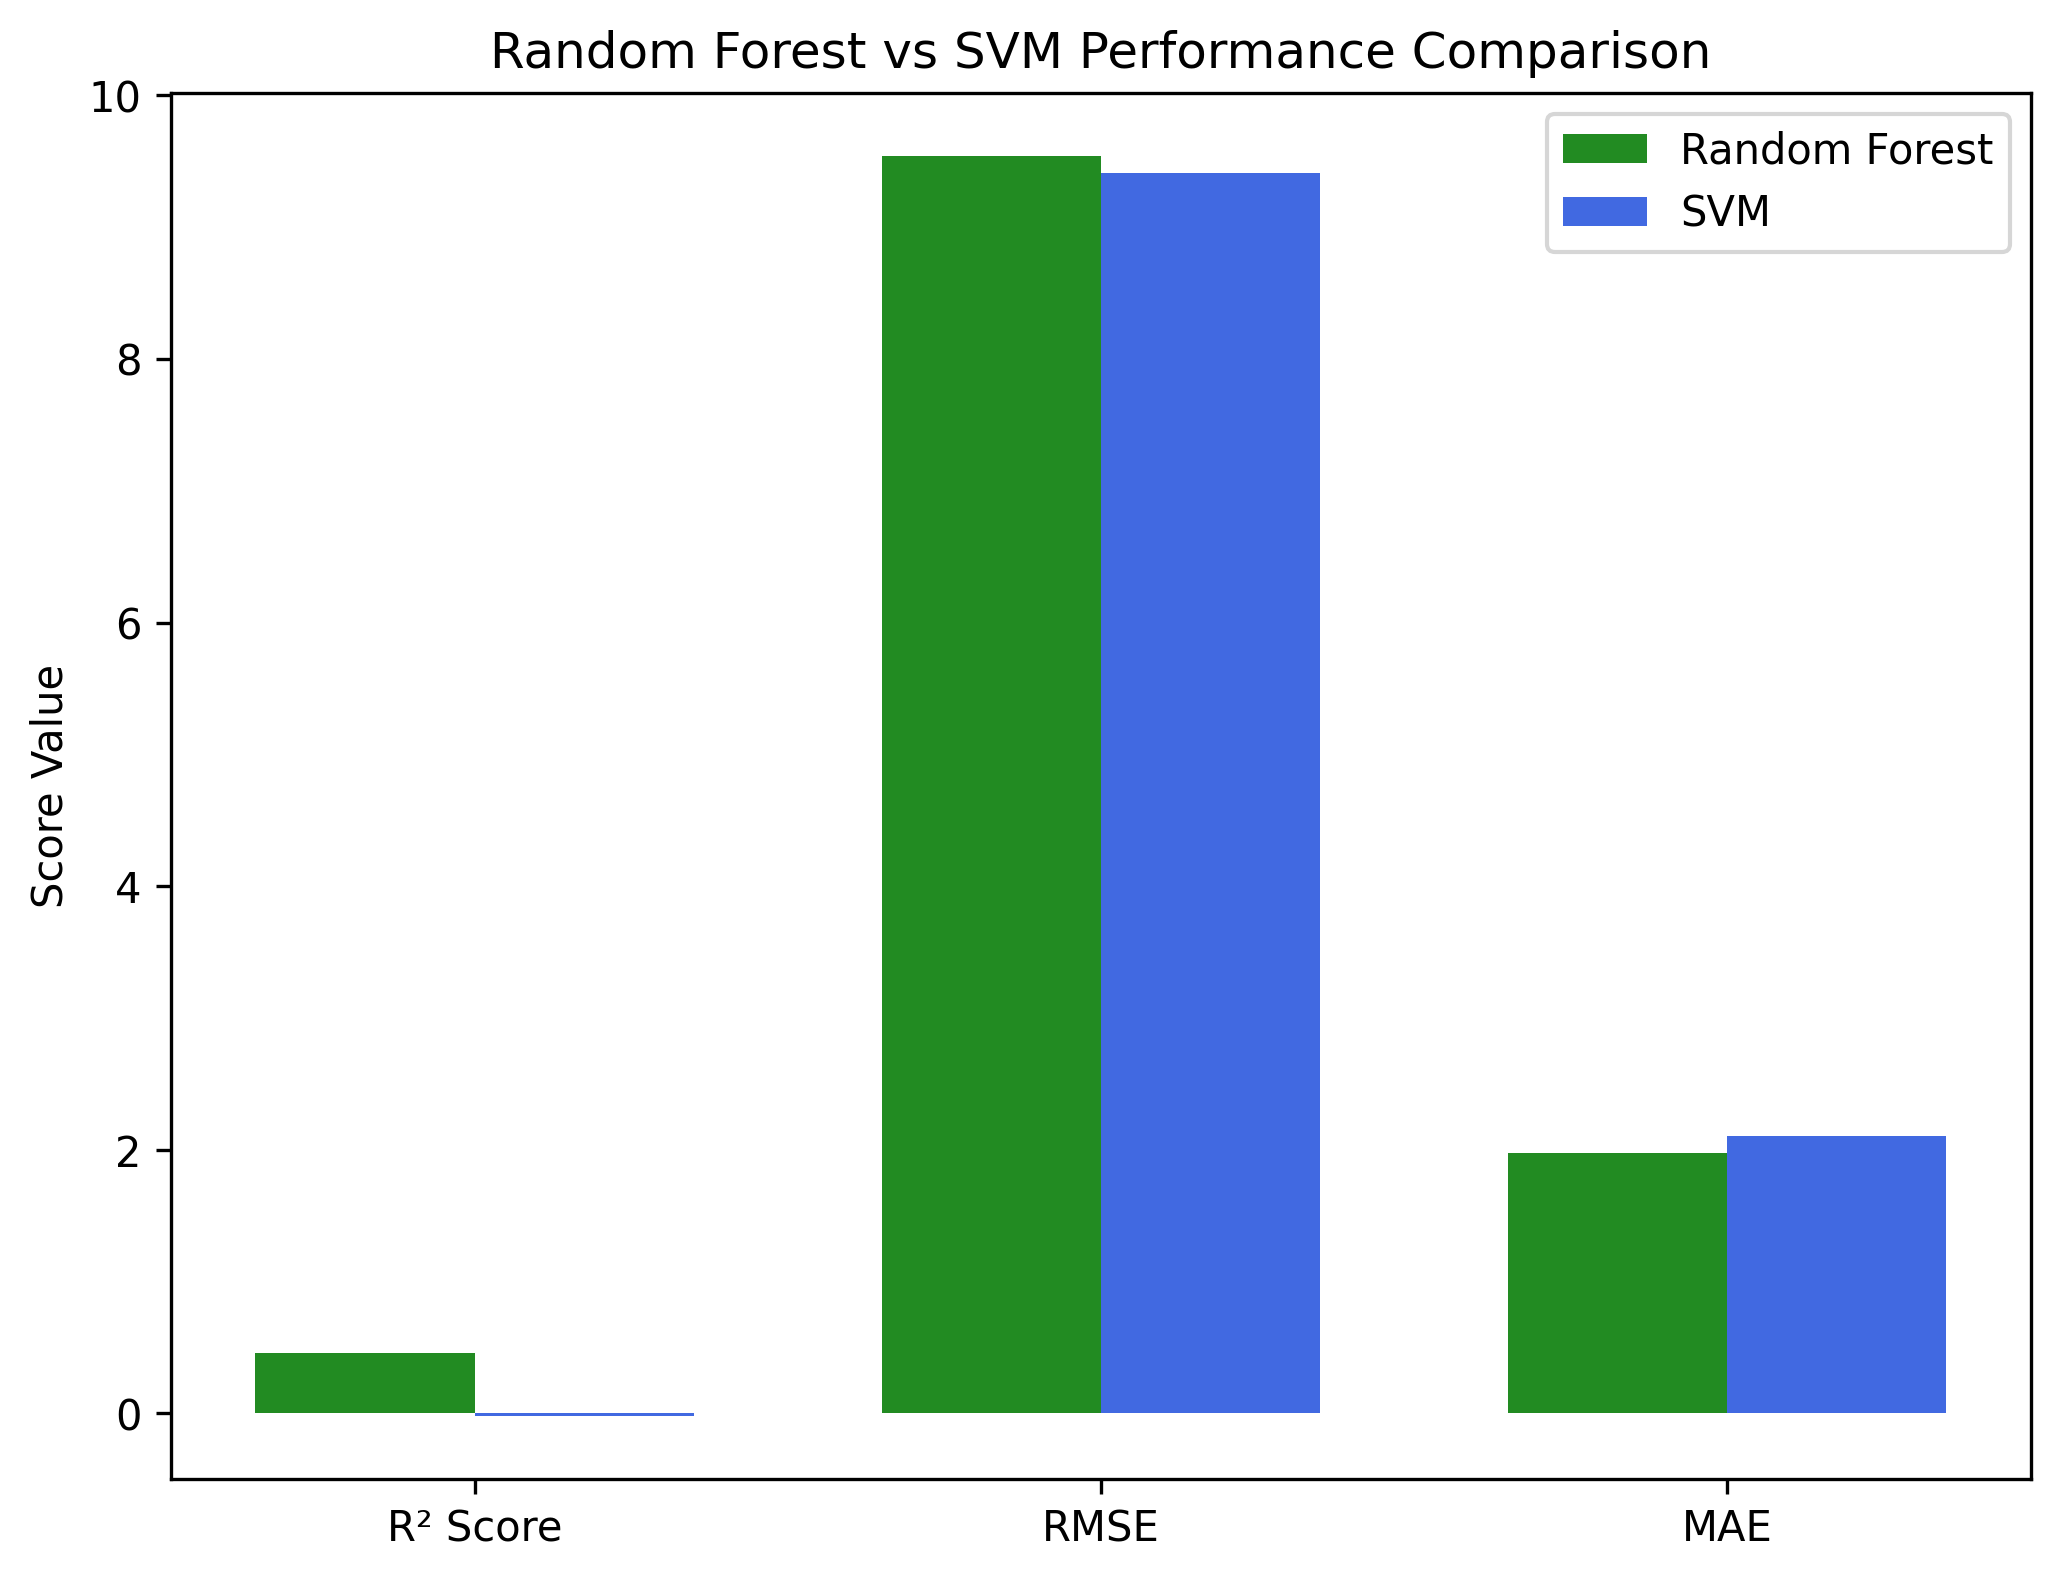 Random Forest vs SVM Performance Comparison
10
8
6
4
2
0
Score Value
Random Forest
SVM
R² Score
RMSE
MAE